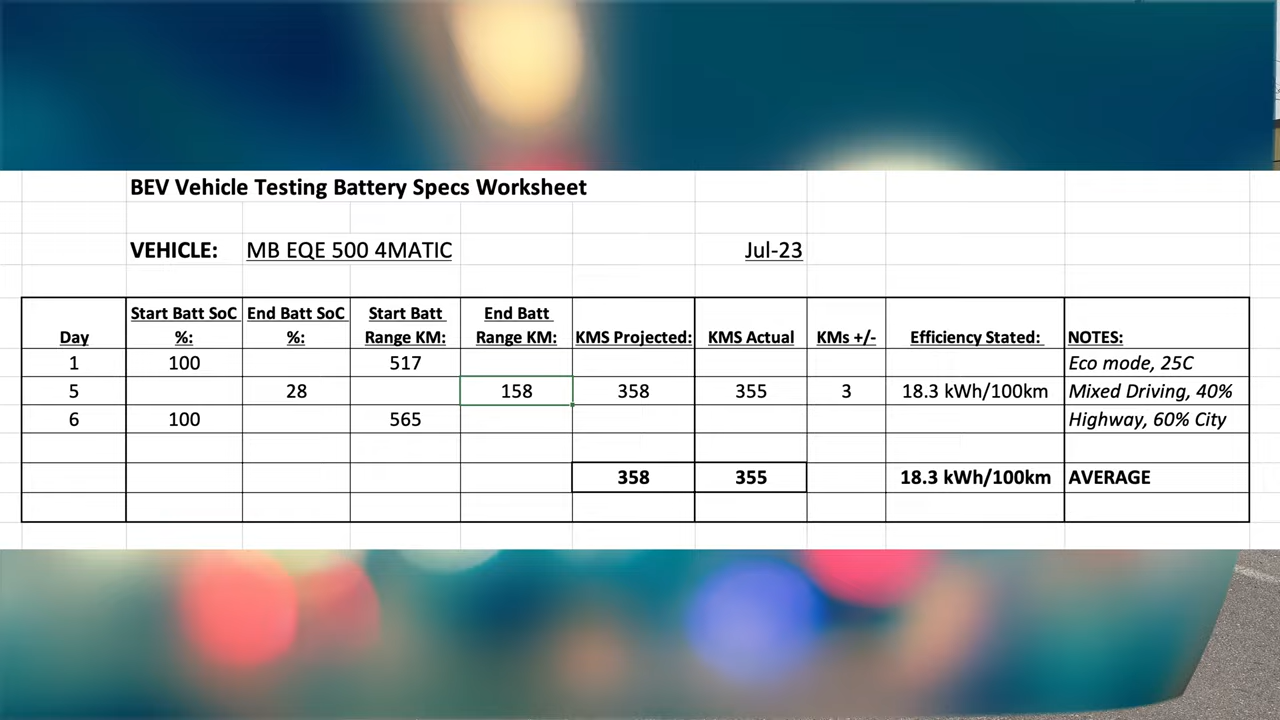 BEV Vehicle Testing Battery Specs Worksheet
VEHICLE: MB EQE 500 4MATIC Jul-23
Day Start Batt SoC %: End Batt SoC %: Start Batt Range KM: End Batt Range KM: KMS Projected: KMS Actual KMs +/- Efficiency Stated: NOTES:
1 100 517 Eco mode, 25C
5 28 158 358 355 3 18.3 kWh/100km Mixed Driving, 40%
6 100 565 Highway, 60% City
358 355 18.3 kWh/100km AVERAGE